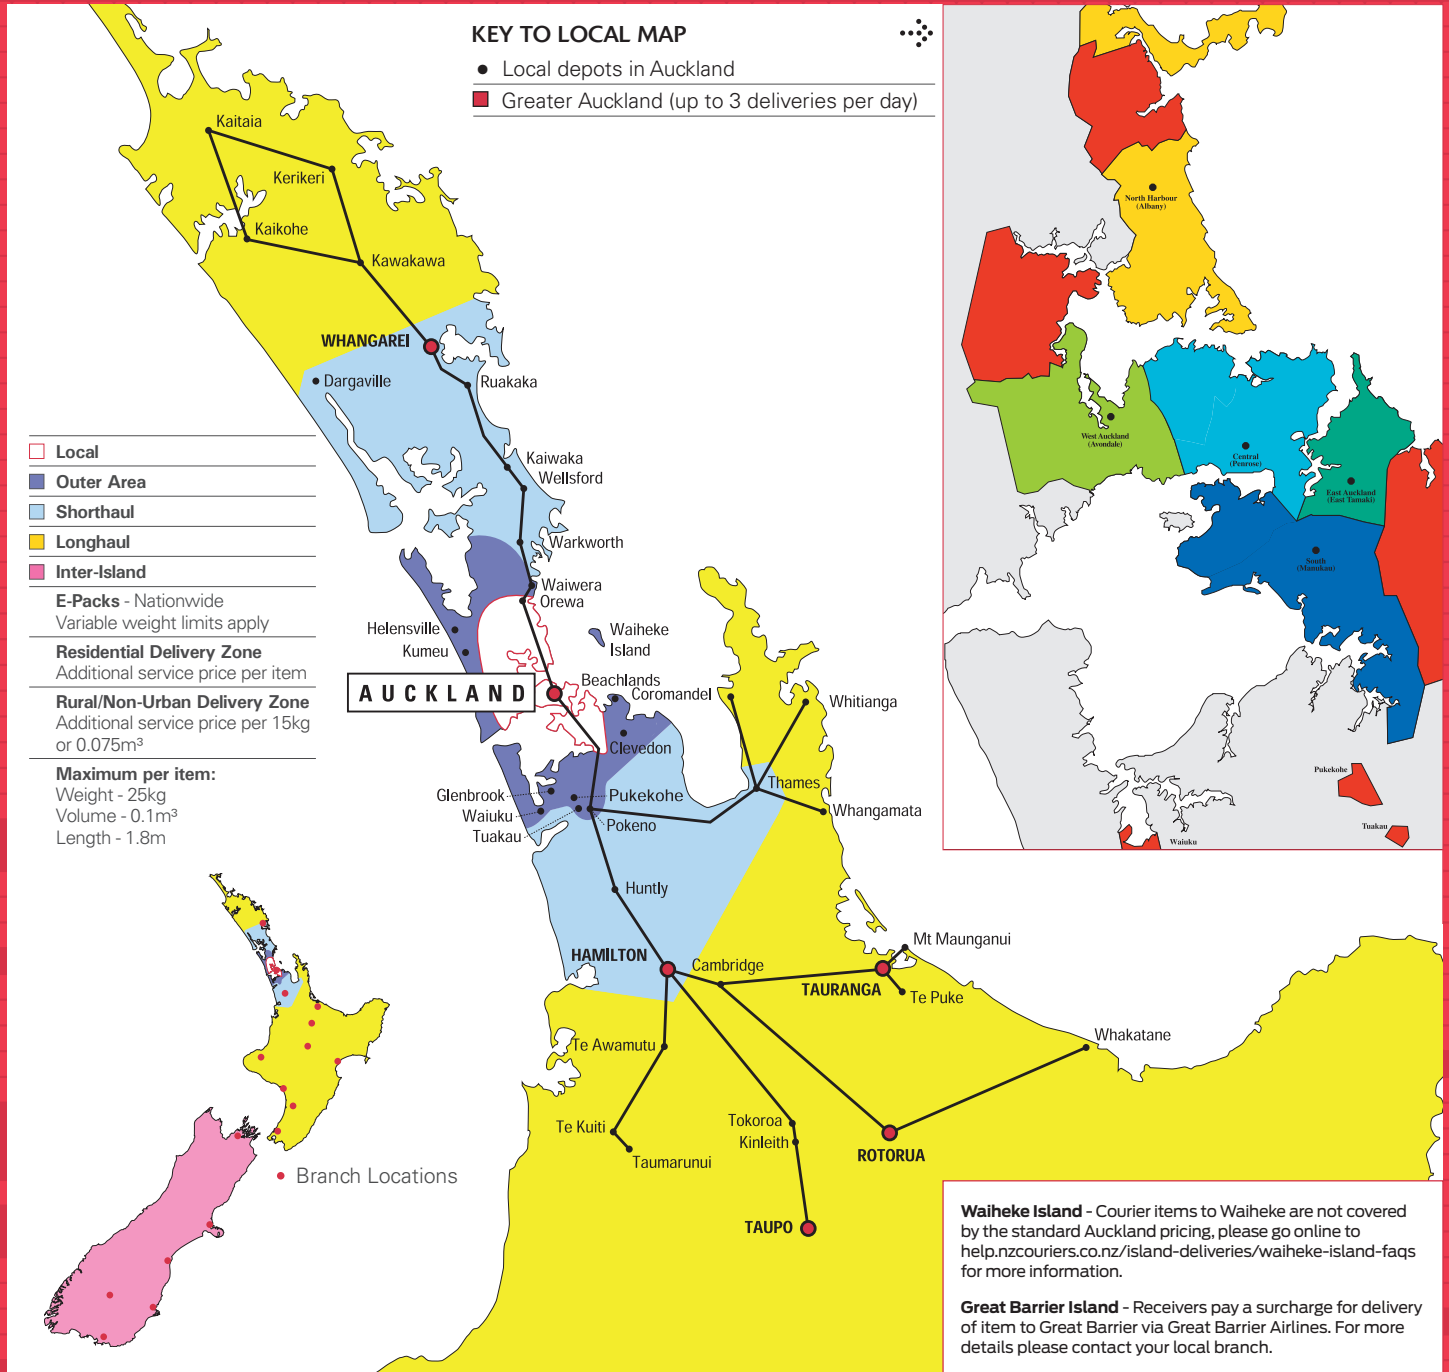 KEY TO LOCAL MAP
Local depots in Auckland
Greater Auckland (up to 3 deliveries per day)
Kaitaia
Kerikeri
Kaikohe
Kawakawa
WHANGAREI
Dargaville
Ruakaka
Kaiwaka
Wellsford
Warkworth
Waiwera
Orewa
Helensville
Kumeu
Waiheke
Island
AUCKLAND
Beachlands
Coromandel
Whitianga
Clevedon
Glenbrook
Pukekohe
Waiuku
Tuakau
Pokeno
Thames
Whangamata
Huntly
HAMILTON
Cambridge
Mt Maunganui
TAURANGA
Te Puke
Whakatane
Te Awamutu
Te Kuiti
Taumarunui
Tokoroa
Kinleith
ROTORUA
TAUPO
Local
Outer Area
Shorthaul
Longhaul
Inter-Island
E-Packs - Nationwide
Variable weight limits apply
Residential Delivery Zone
Additional service price per item
Rural/Non-Urban Delivery Zone
Additional service price per 15kg
or 0.075m³
Maximum per item:
Weight - 25kg
Volume - 0.1m³
Length - 1.8m
Branch Locations
North Harbour
(Albany)
West Auckland
(Avondale)
Central
(Penrose)
East Auckland
(East Tamaki)
South
(Manukau)
Pukekohe
Tuakau
Waiuku
Waiheke Island - Courier items to Waiheke are not covered
by the standard Auckland pricing, please go online to
help.nzcouriers.co.nz/island-deliveries/waiheke-island-faqs
for more information.
Great Barrier Island - Receivers pay a surcharge for delivery
of item to Great Barrier via Great Barrier Airlines. For more
details please contact your local branch.